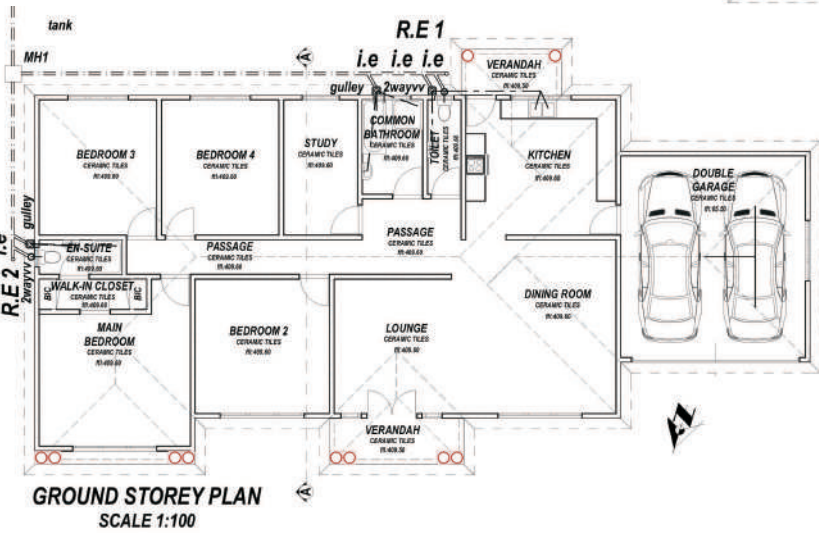 tank
R.E 1
MH1
i.e i.e i.e
gulley 2wayvv
VERANDAH
CERAMIC TILES
BEDROOM 3
CERAMIC TILES
BEDROOM 4
CERAMIC TILES
STUDY
CERAMIC TILES
COMMON
BATHROOM
CERAMIC TILES
TOILET
CERAMIC TILES
KITCHEN
CERAMIC TILES
DOUBLE
GARAGE
CERAMIC TILES
A
gulley
i.e
R.E 2
2wayvv
EN-SUITE
CERAMIC TILES
PASSAGE
CERAMIC TILES
PASSAGE
CERAMIC TILES
BIC
WALK-IN CLOSET
CERAMIC TILES
BIC
MAIN
BEDROOM
CERAMIC TILES
BEDROOM 2
CERAMIC TILES
LOUNGE
CERAMIC TILES
DINING ROOM
CERAMIC TILES
VERANDAH
CERAMIC TILES
A
GROUND STOREY PLAN
SCALE 1:100